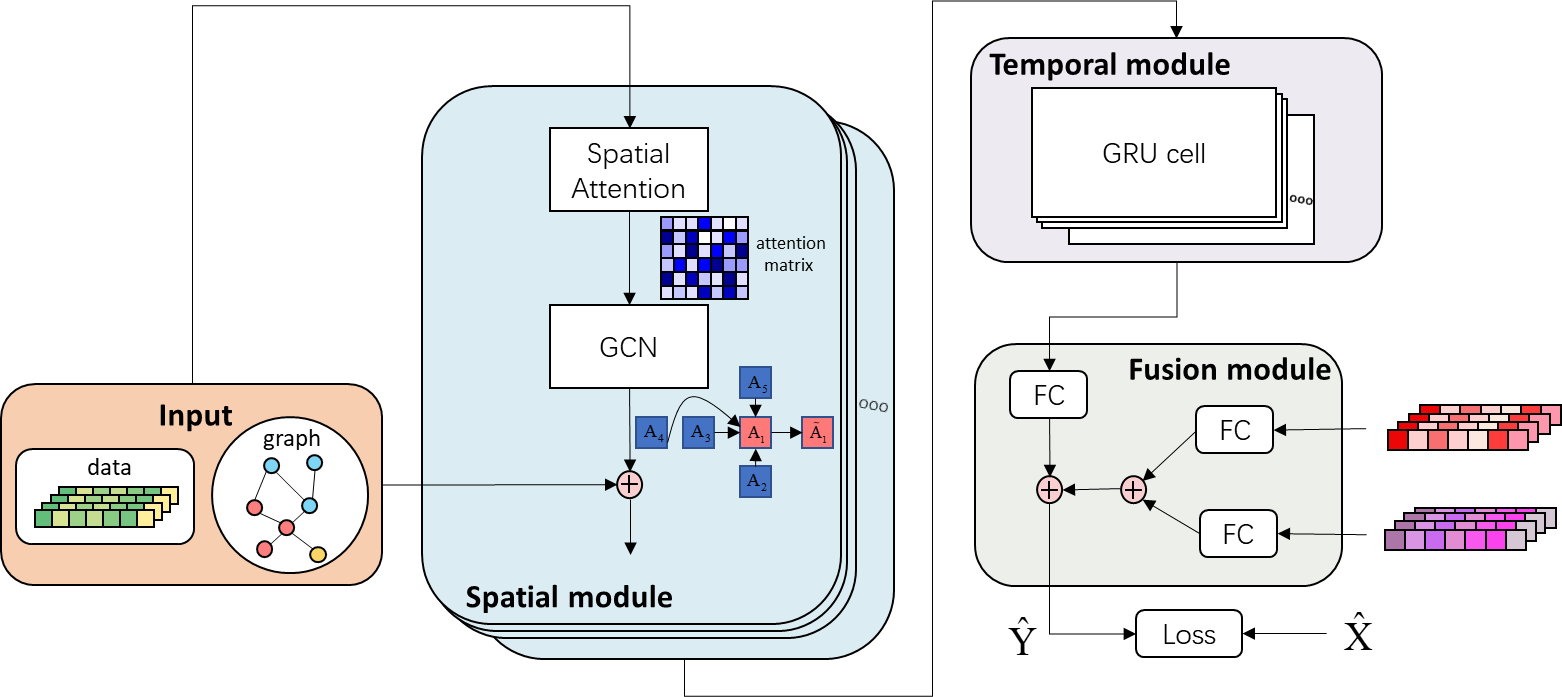 Input
data
graph
Spatial
Attention
attention
matrix
GCN
A₅
A₄
A₃
A₁
Ã₁
A₂
ooo
Spatial module
Temporal module
GRU cell
ooo
Fusion module
FC
FC
FC
Ŷ
Loss
X̂